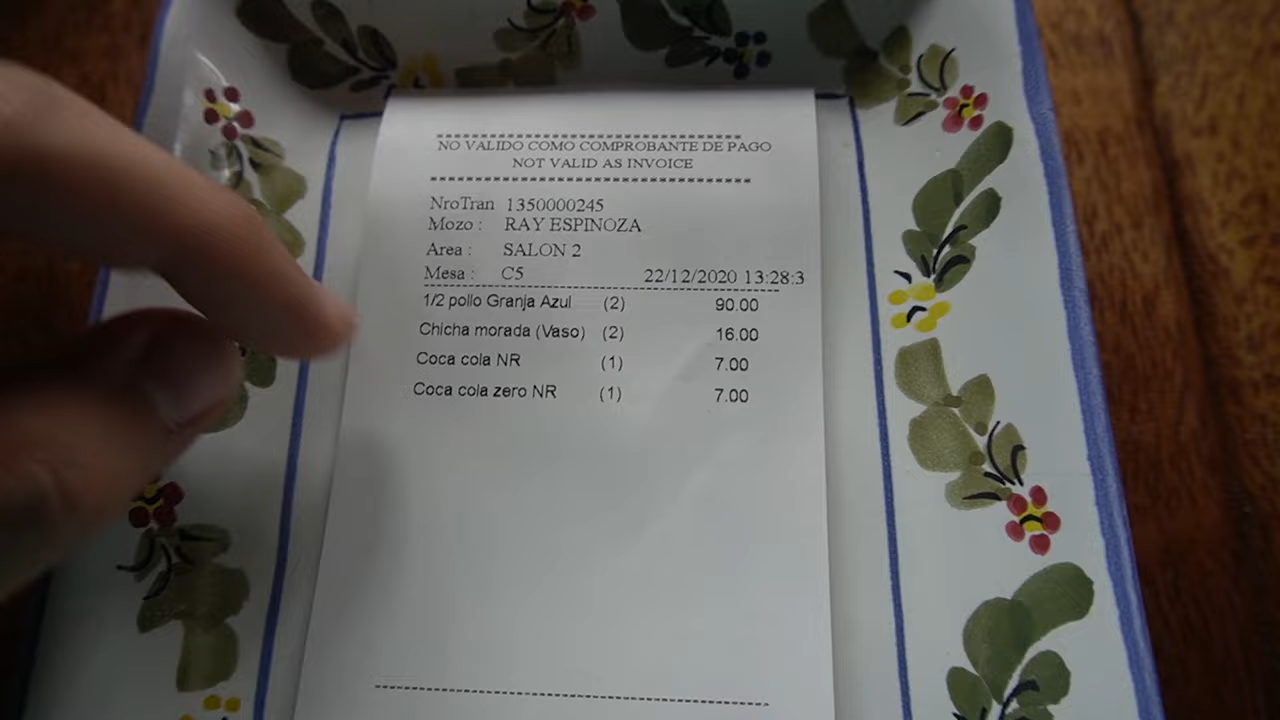 NO VALIDO COMO COMPROBANTE DE PAGO
NOT VALID AS INVOICE
NroTran 1350000245
Mozo : RAY ESPINOZA
Area : SALON 2
Mesa : C5 22/12/2020 13:28:3
1/2 pollo Granja Azul (2) 90.00
Chicha morada (Vaso) (2) 16.00
Coca cola NR (1) 7.00
Coca cola zero NR (1) 7.00